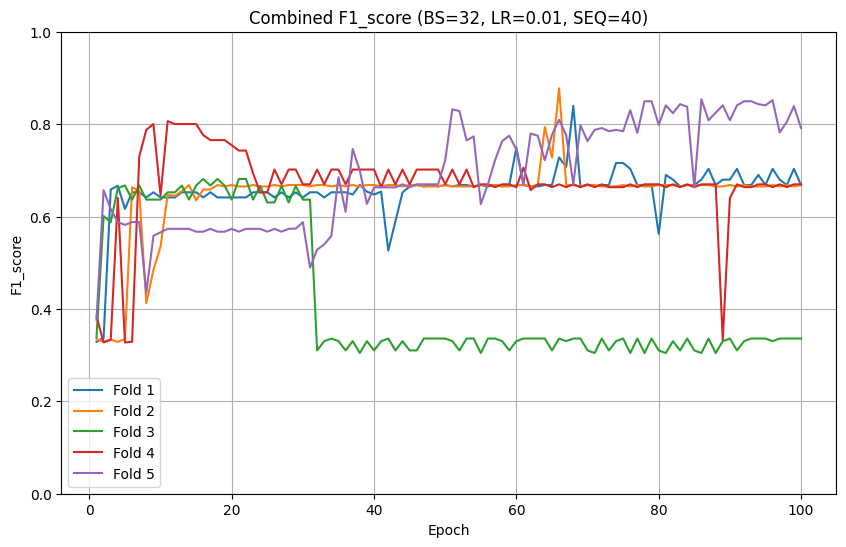 Combined F1_score (BS=32, LR=0.01, SEQ=40)
F1_score
1.0
0.8
0.6
0.4
0.2
0.0
Fold 1
Fold 2
Fold 3
Fold 4
Fold 5
0
20
40
60
80
100
Epoch